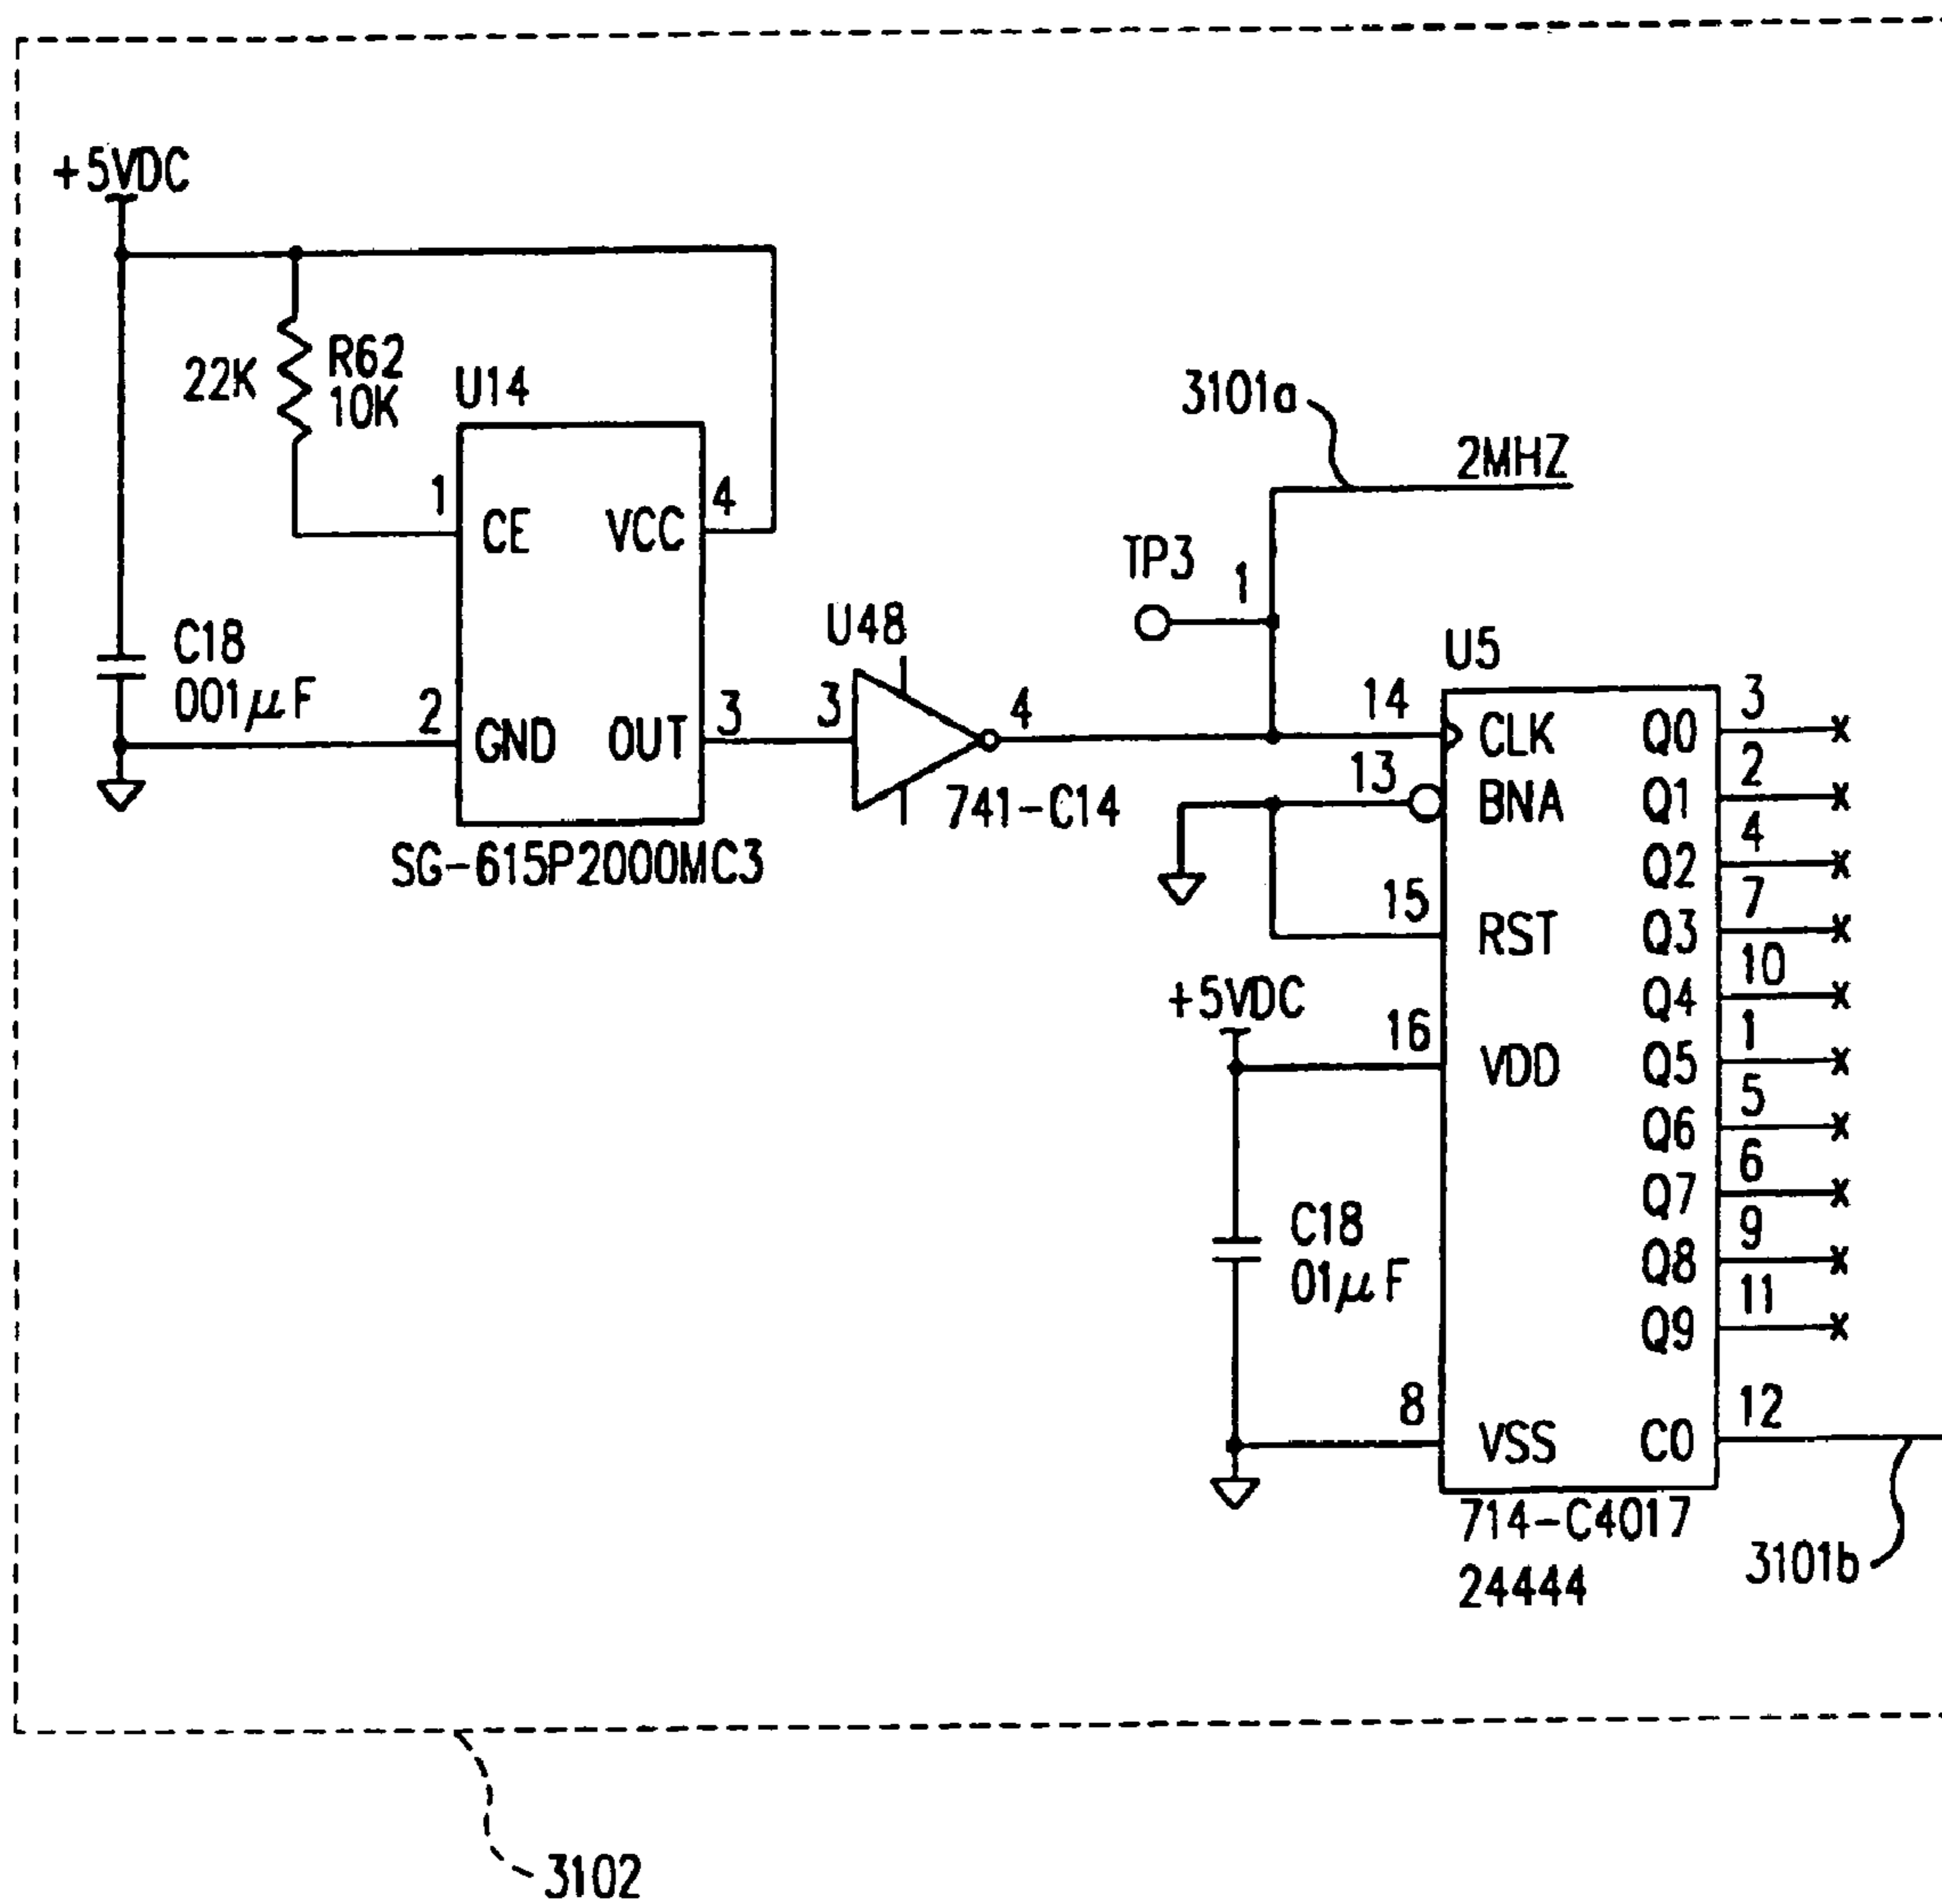 +5VDC
22K
R62
10K
U14
1
CE
VCC
4
C18
001μF
2
GND
OUT
3
SG-615P2000MC3
U48
3
4
741-C14
3101a
2MHZ
TP3
1
U5
14
CLK
13
BNA
15
RST
+5VDC
16
VDD
C18
01μF
8
VSS
Q0
3
Q1
2
Q2
4
Q3
7
Q4
10
Q5
1
Q6
5
Q7
6
Q8
9
Q9
11
CO
12
714-C4017
24444
3101b
3102